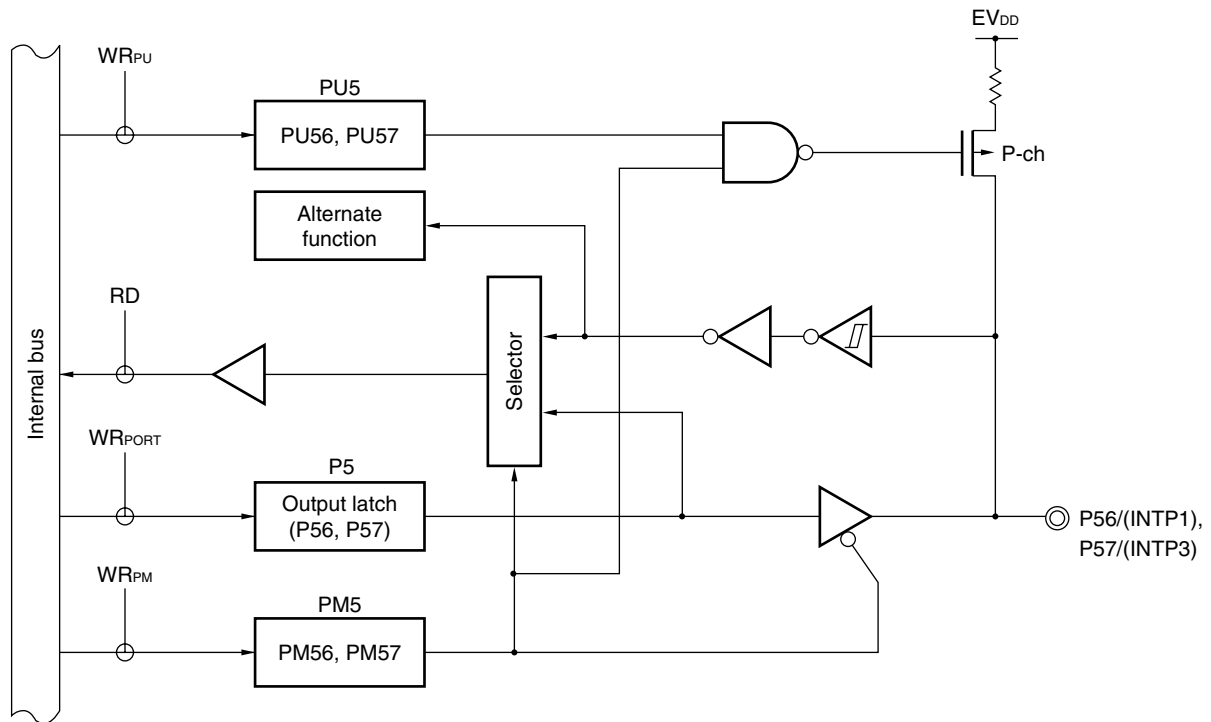 EVDD
WRPU
PU5
PU56, PU57
P-ch
Alternate
function
RD
Selector
Internal bus
WRPORT
P5
Output latch
(P56, P57)
P56/(INTP1),
P57/(INTP3)
WRPM
PM5
PM56, PM57